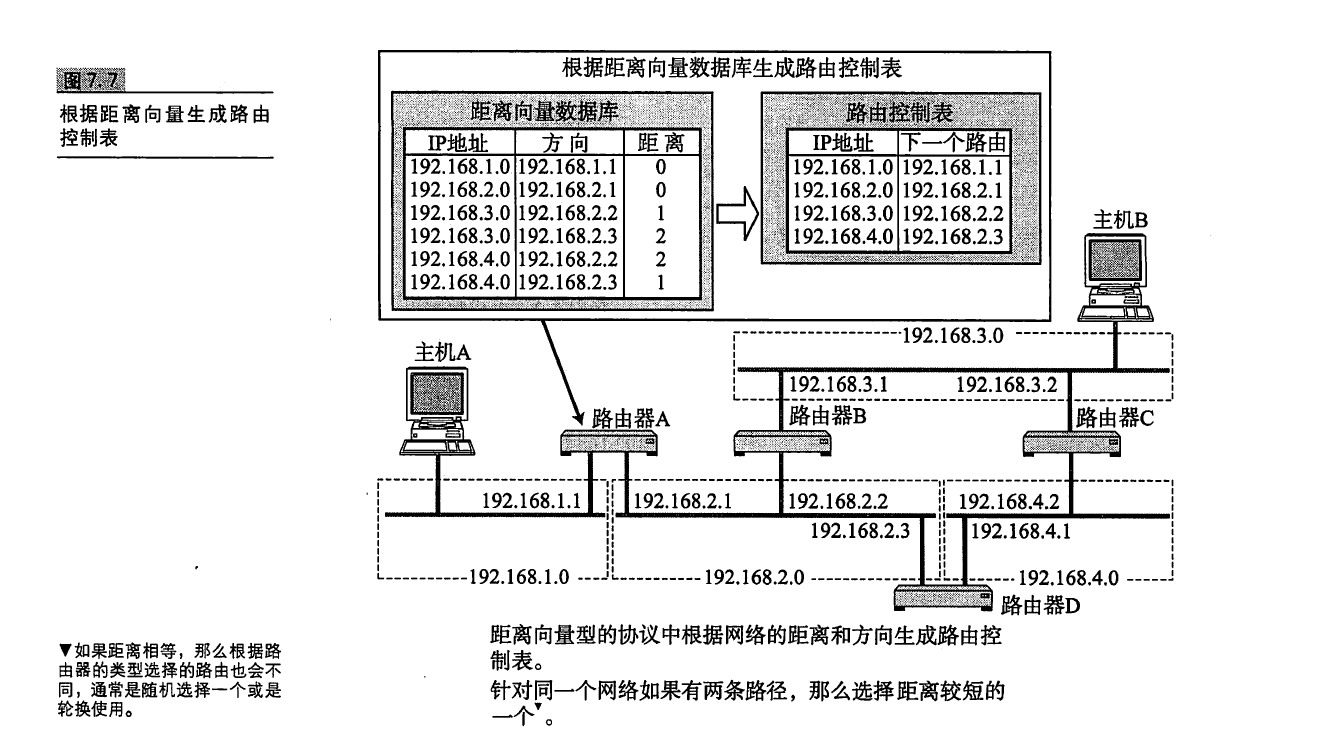 图7.7
根据距离向量生成路由
控制表
根据距离向量数据库生成路由控制表
距离向量数据库
IP地址 方向 距离
192.168.1.0 192.168.1.1 0
192.168.2.0 192.168.2.1 0
192.168.3.0 192.168.2.2 1
192.168.3.0 192.168.2.3 2
192.168.4.0 192.168.2.2 2
192.168.4.0 192.168.2.3 1
路由控制表
IP地址 下一个路由
192.168.1.0 192.168.1.1
192.168.2.0 192.168.2.1
192.168.3.0 192.168.2.2
192.168.4.0 192.168.2.3
主机B
192.168.3.0
主机A
192.168.3.1 192.168.3.2
路由器A 路由器B 路由器C
192.168.1.1 192.168.2.1 192.168.2.2 192.168.4.2
192.168.2.3 192.168.4.1
192.168.1.0 192.168.2.0 192.168.4.0
路由器D
距离向量型的协议中根据网络的距离和方向生成路由控
制表。
针对同一个网络如果有两条路径，那么选择距离较短的
一个▼。
▼如果距离相等，那么根据路
由器的类型选择的路由也会不
同，通常是随机选择一个或是
轮换使用。